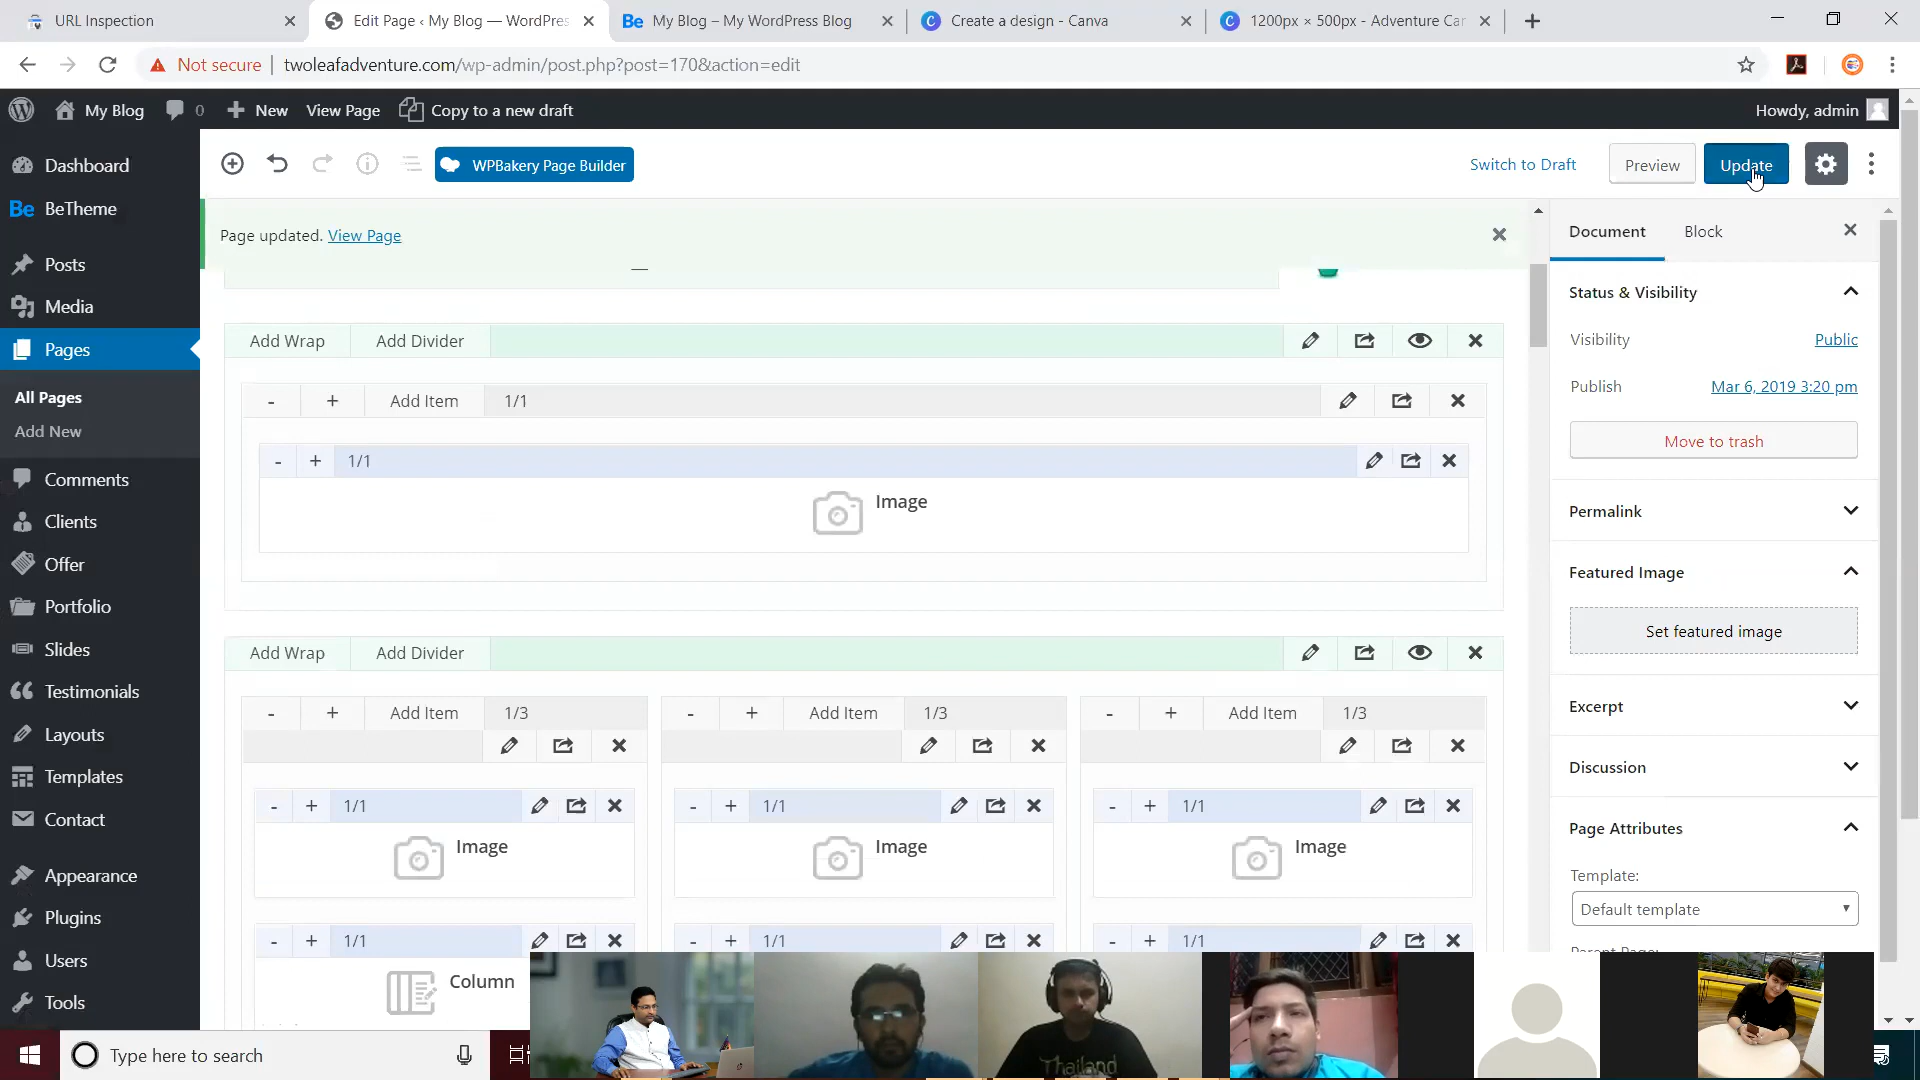 URL Inspection
Edit Page ‹ My Blog — WordPres
Be My Blog – My WordPress Blog
C Create a design - Canva
C 1200px × 500px - Adventure Car
Not secure
twoleafadventure.com/wp-admin/post.php?post=170&action=edit
My Blog
0
New
View Page
Copy to a new draft
Howdy, admin
Dashboard
Be BeTheme
Posts
Media
Pages
All Pages
Add New
Comments
Clients
Offer
Portfolio
Slides
Testimonials
Layouts
Templates
Contact
Appearance
Plugins
Users
Tools
WPBakery Page Builder
Switch to Draft
Preview
Update
Page updated. View Page
Add Wrap
Add Divider
- + Add Item 1/1
- + 1/1
Image
Add Wrap
Add Divider
- + Add Item 1/3
- + Add Item 1/3
- + Add Item 1/3
- + 1/1
- + 1/1
- + 1/1
Image
Image
Image
- + 1/1
- + 1/1
- + 1/1
Column
Document
Block
Status & Visibility
Visibility
Public
Publish
Mar 6, 2019 3:20 pm
Move to trash
Permalink
Featured Image
Set featured image
Excerpt
Discussion
Page Attributes
Template:
Default template
Type here to search
Thailand